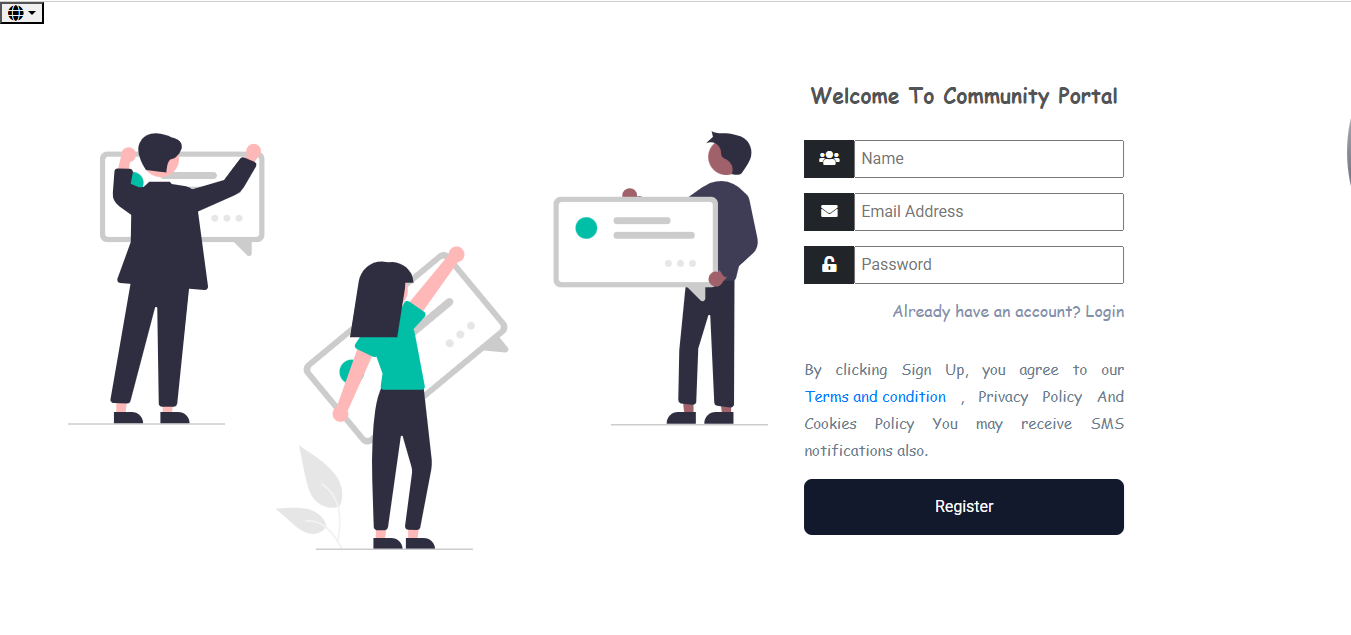 Welcome To Community Portal
Name
Email Address
Password
Already have an account? Login
By clicking Sign Up, you agree to our
Terms and condition , Privacy Policy And
Cookies Policy You may receive SMS
notifications also.
Register